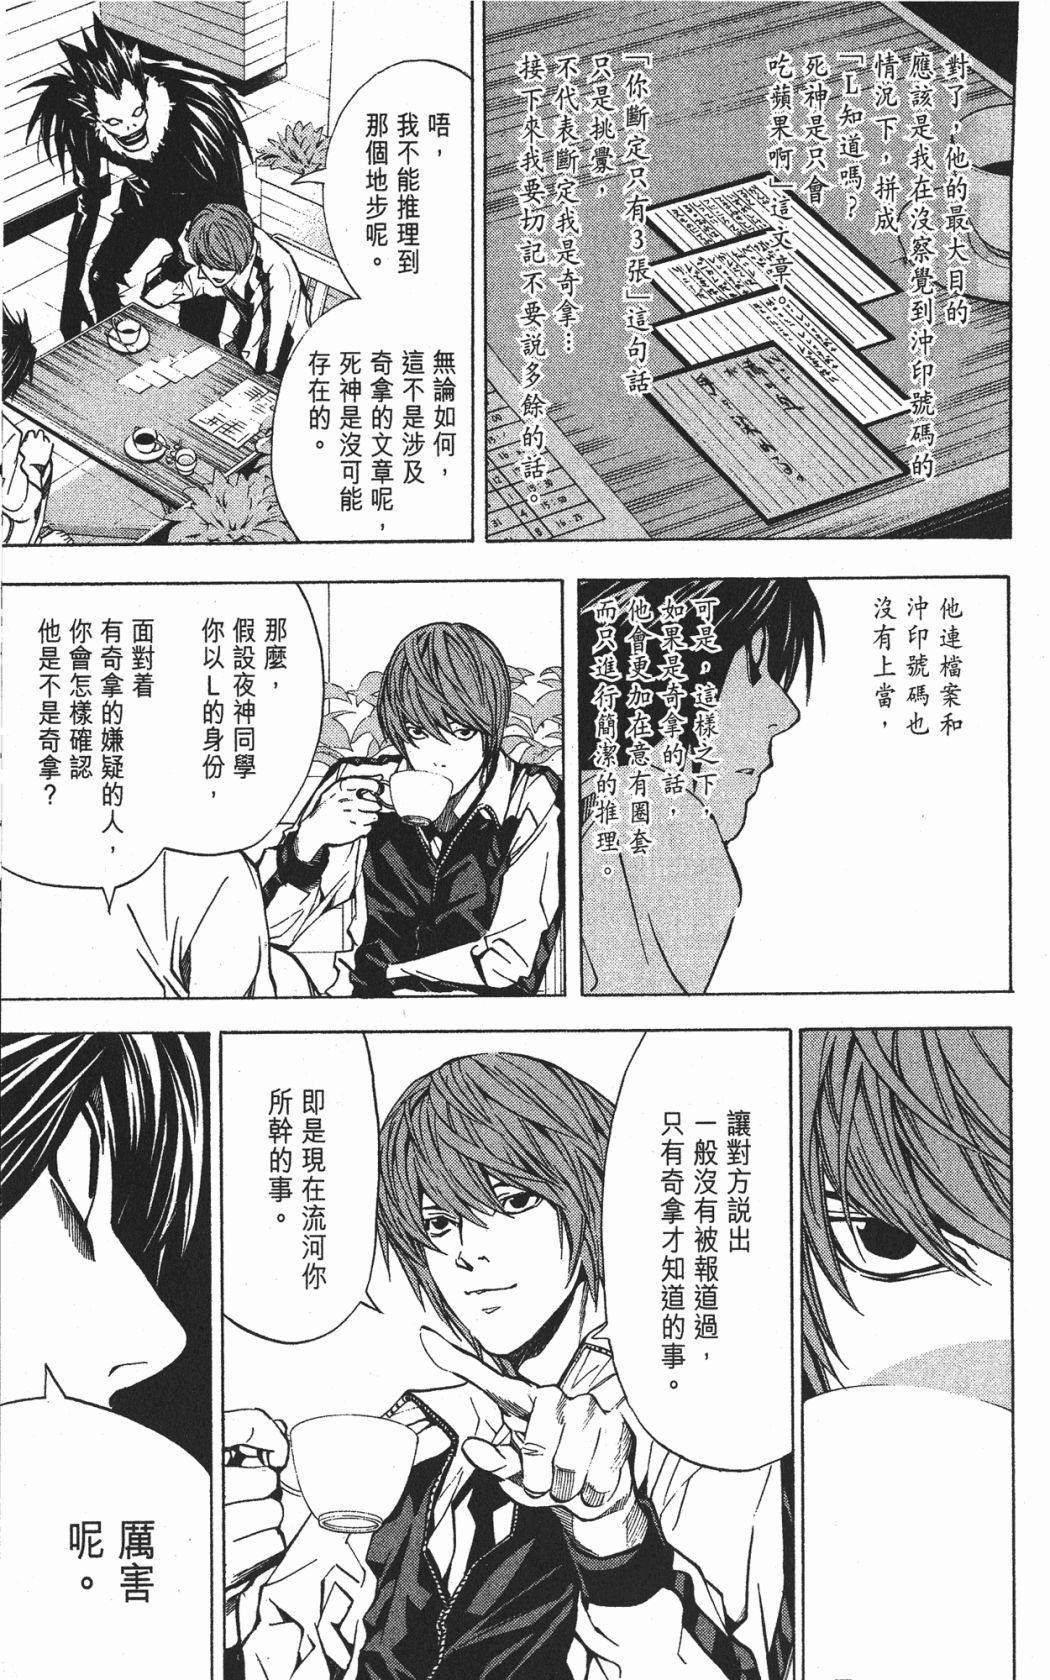 對了，他的最大目的
應該是我在沒察覺到沖印號碼的
情況下，拼成
「L知道嗎？
死神是只會
吃蘋果啊」這文章。
「你斷定只有3張」這句話
只是挑釁，
不代表斷定我是奇拿…
接下來我要切記不要說多餘的話。
唔，
我不能推理到
那個地步呢。
無論如何，
這不是涉及
奇拿的文章呢，
死神是沒可能
存在的。
他連檔案和
沖印號碼也
沒有上當，
可是，這樣之下，
如果是奇拿的話，
他會更加在意有圈套
而只進行簡潔的推理。
那麼，
假設夜神同學
你以L的身份，
面對着
有奇拿的嫌疑的人，
你會怎樣確認
他是不是奇拿？
讓對方説出
一般沒有被報道過，
只有奇拿才知道的事。
即是現在流河你
所幹的事。
厲害
呢。